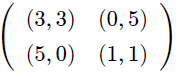 (3,3) (0,5)
(5,0) (1,1)